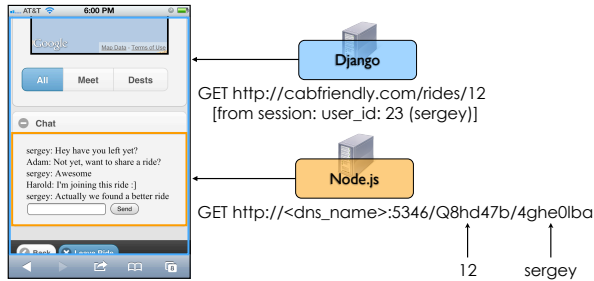 AT&T 6:00 PM
Google Map Data - Terms of Use
All Meet Dests
Chat
sergey: Hey have you left yet?
Adam: Not yet, want to share a ride?
sergey: Awesome
Harold: I'm joining this ride :]
sergey: Actually we found a better ride
Send
Back Leave Ride
8
Django
GET http://cabfriendly.com/rides/12
[from session: user_id: 23 (sergey)]
Node.js
GET http://<dns_name>:5346/Q8hd47b/4ghe0lba
12 sergey